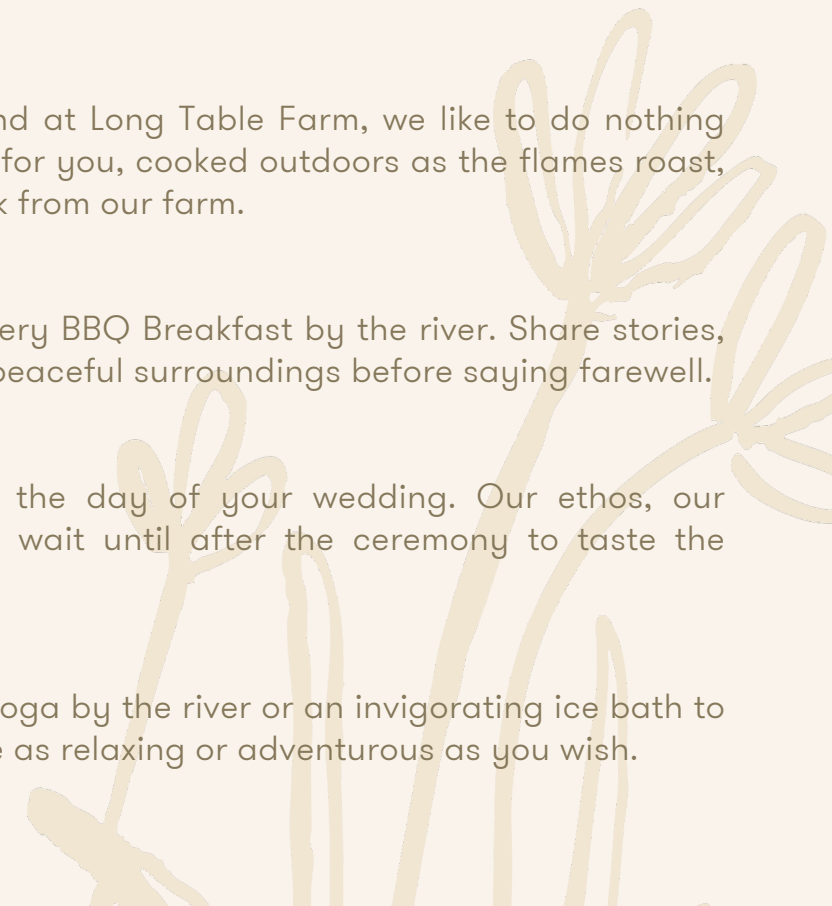 at Long Table Farm, we like to do nothing
for you, cooked outdoors as the flames roast,
from our farm.
BBQ Breakfast by the river. Share stories,
peaceful surroundings before saying farewell.
the day of your wedding. Our ethos, our
wait until after the ceremony to taste the
by the river or an invigorating ice bath to
as relaxing or adventurous as you wish.